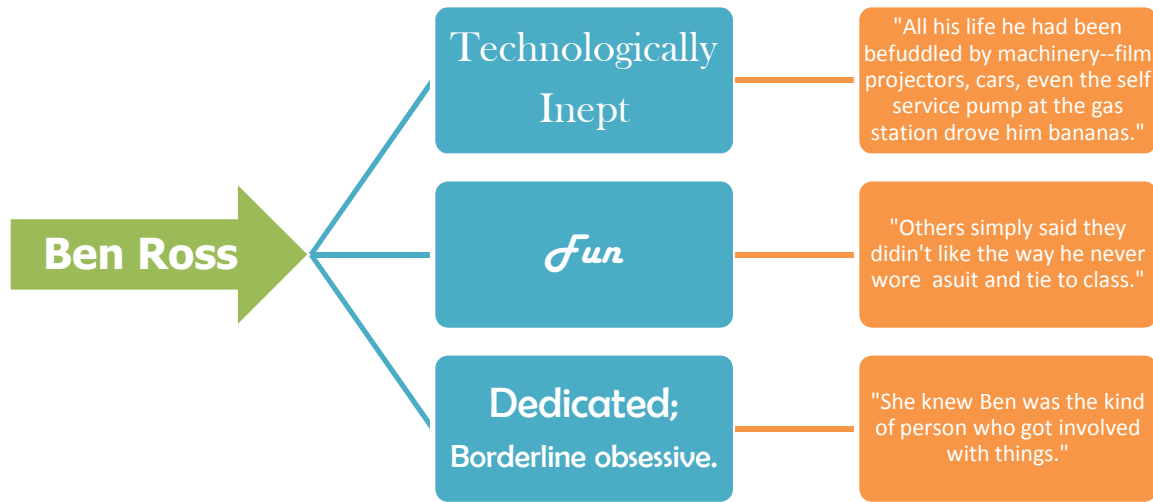 Ben Ross
Technologically
Inept
"All his life he had been
befuddled by machinery--film
projectors, cars, even the self
service pump at the gas
station drove him bananas."
Fun
"Others simply said they
didin't like the way he never
wore  asuit and tie to class."
Dedicated;
Borderline obsessive.
"She knew Ben was the kind
of person who got involved
with things."